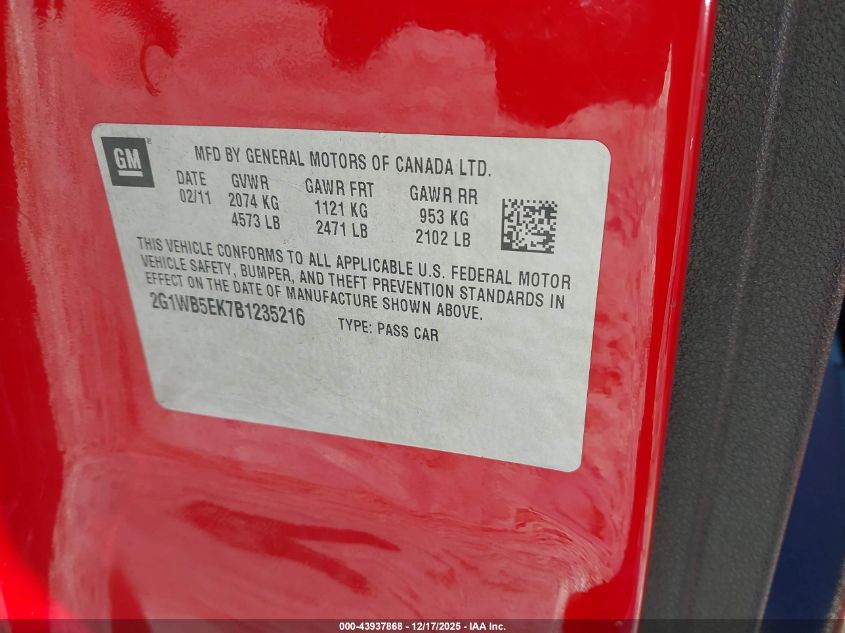 GM
MFD BY GENERAL MOTORS OF CANADA LTD.
DATE GVWR GAWR FRT GAWR RR
02/11 2074 KG 1121 KG 953 KG
4573 LB 2471 LB 2102 LB
THIS VEHICLE CONFORMS TO ALL APPLICABLE U.S. FEDERAL MOTOR
VEHICLE SAFETY, BUMPER, AND THEFT PREVENTION STANDARDS IN
EFFECT ON THE DATE OF MANUFACTURE SHOWN ABOVE.
2G1WB5EK7B1235216 TYPE: PASS CAR
000-43937868 - 12/17/2025 - IAA Inc.